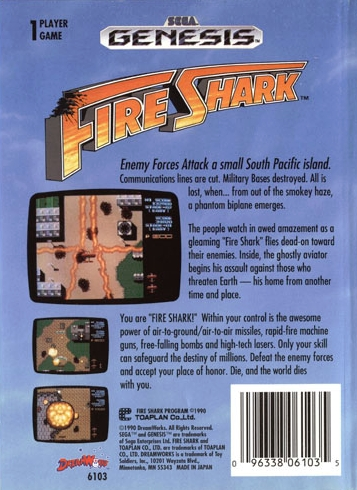 1 PLAYER
GAME
SEGA
GENESIS
FIRE SHARK™
Enemy Forces Attack a small South Pacific island.
Communications lines are cut. Military Bases destroyed. All is
lost, when... from out of the smokey haze,
a phantom biplane emerges.
The people watch in awed amazement as a
gleaming "Fire Shark" flies dead-on toward
their enemies. Inside, the ghostly aviator
begins his assault against those who
threaten Earth — his home from another
time and place.
You are "FIRE SHARK!" Within your control is the awesome
power of air-to-ground/air-to-air missiles, rapid-fire machine
guns, free-falling bombs and high-tech lasers. Only your skill
can safeguard the destiny of millions. Defeat the enemy forces
and accept your place of honor. Die, and the world dies
with you.
FIRE SHARK PROGRAM ©1990
TOAPLAN Co.,Ltd.
©1990 DreamWorks. All Rights Reserved.
SEGA™ and GENESIS™ are trademarks
of Sega Enterprises Ltd. FIRE SHARK and
TOAPLAN CO., LTD. are trademarks of TOAPLAN
CO., LTD. DREAMWORKS is a trademark of Toy
Soldiers, Inc., 10201 Wayzata Blvd.,
Minnetonka, MN 55343 MADE IN JAPAN
DREAMWORKS
6103
0 96338 06103 5